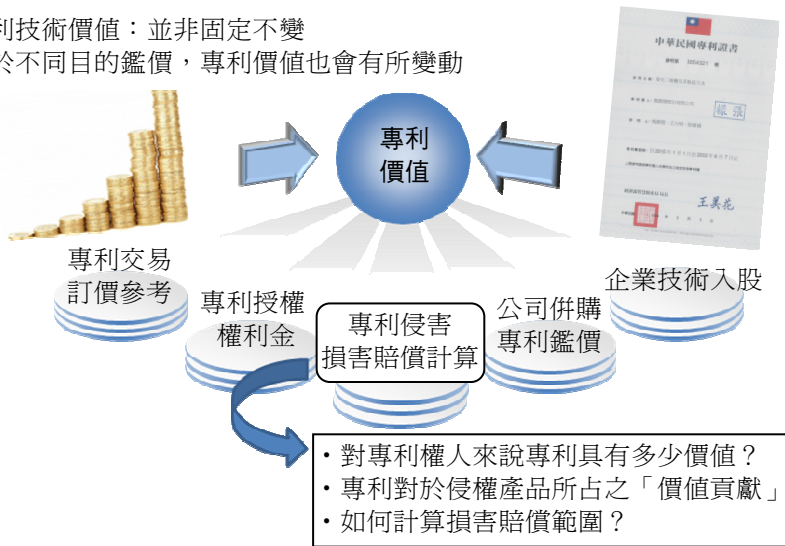 利技術價值：並非固定不變
於不同目的鑑價，專利價值也會有所變動
中華民國專利證書
專利
價值
王美花
專利交易
訂價參考
專利授權
權利金
專利侵害
損害賠償計算
公司併購
專利鑑價
企業技術入股
・對專利權人來說專利具有多少價值？
・專利對於侵權產品所占之「價值貢獻」
・如何計算損害賠償範圍？